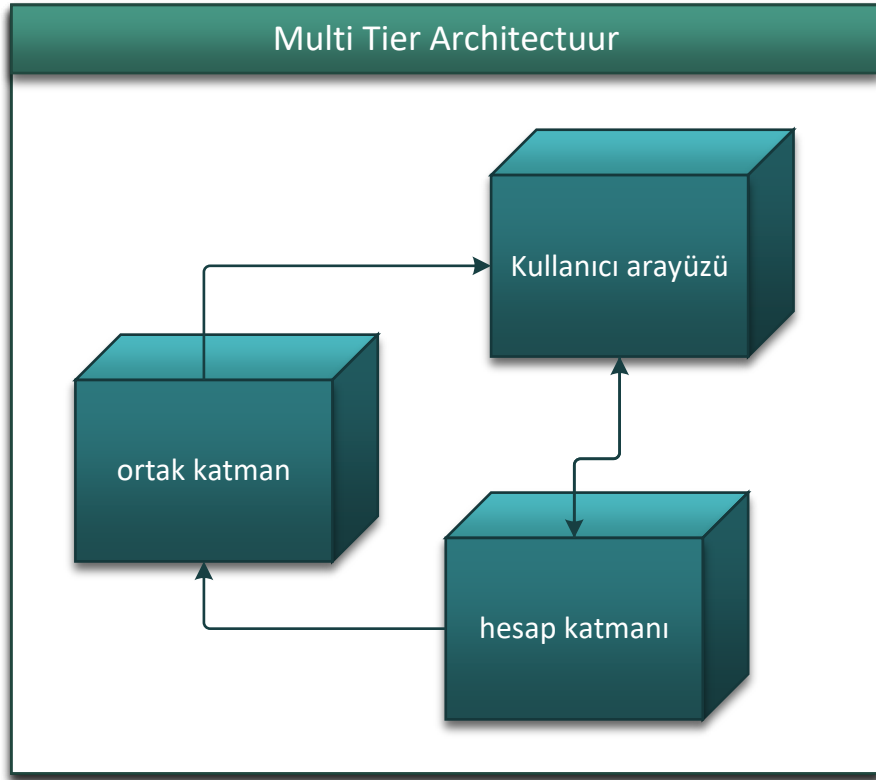 Multi Tier Architectuur
Kullanıcı arayüzü
ortak katman
hesap katmanı